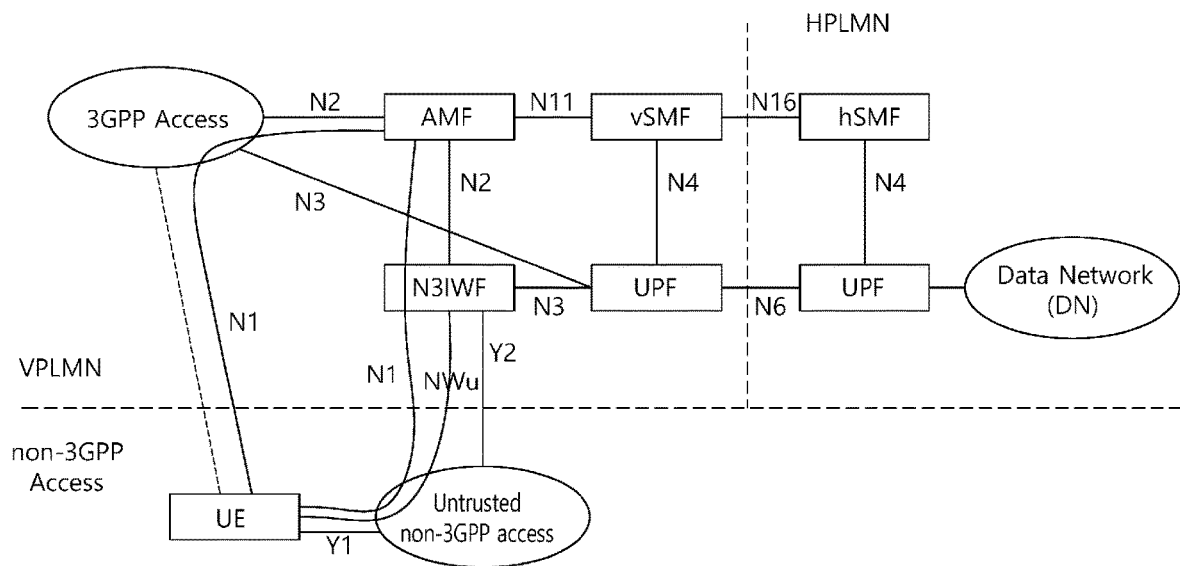 HPLMN
3GPP Access
N2
AMF
N11
vSMF
N16
hSMF
N2
N4
N4
N3
N3IWF
N3
UPF
N6
UPF
Data Network
(DN)
N1
N1
NWu
Y2
VPLMN
non-3GPP
Access
UE
Y1
Untrusted
non-3GPP access